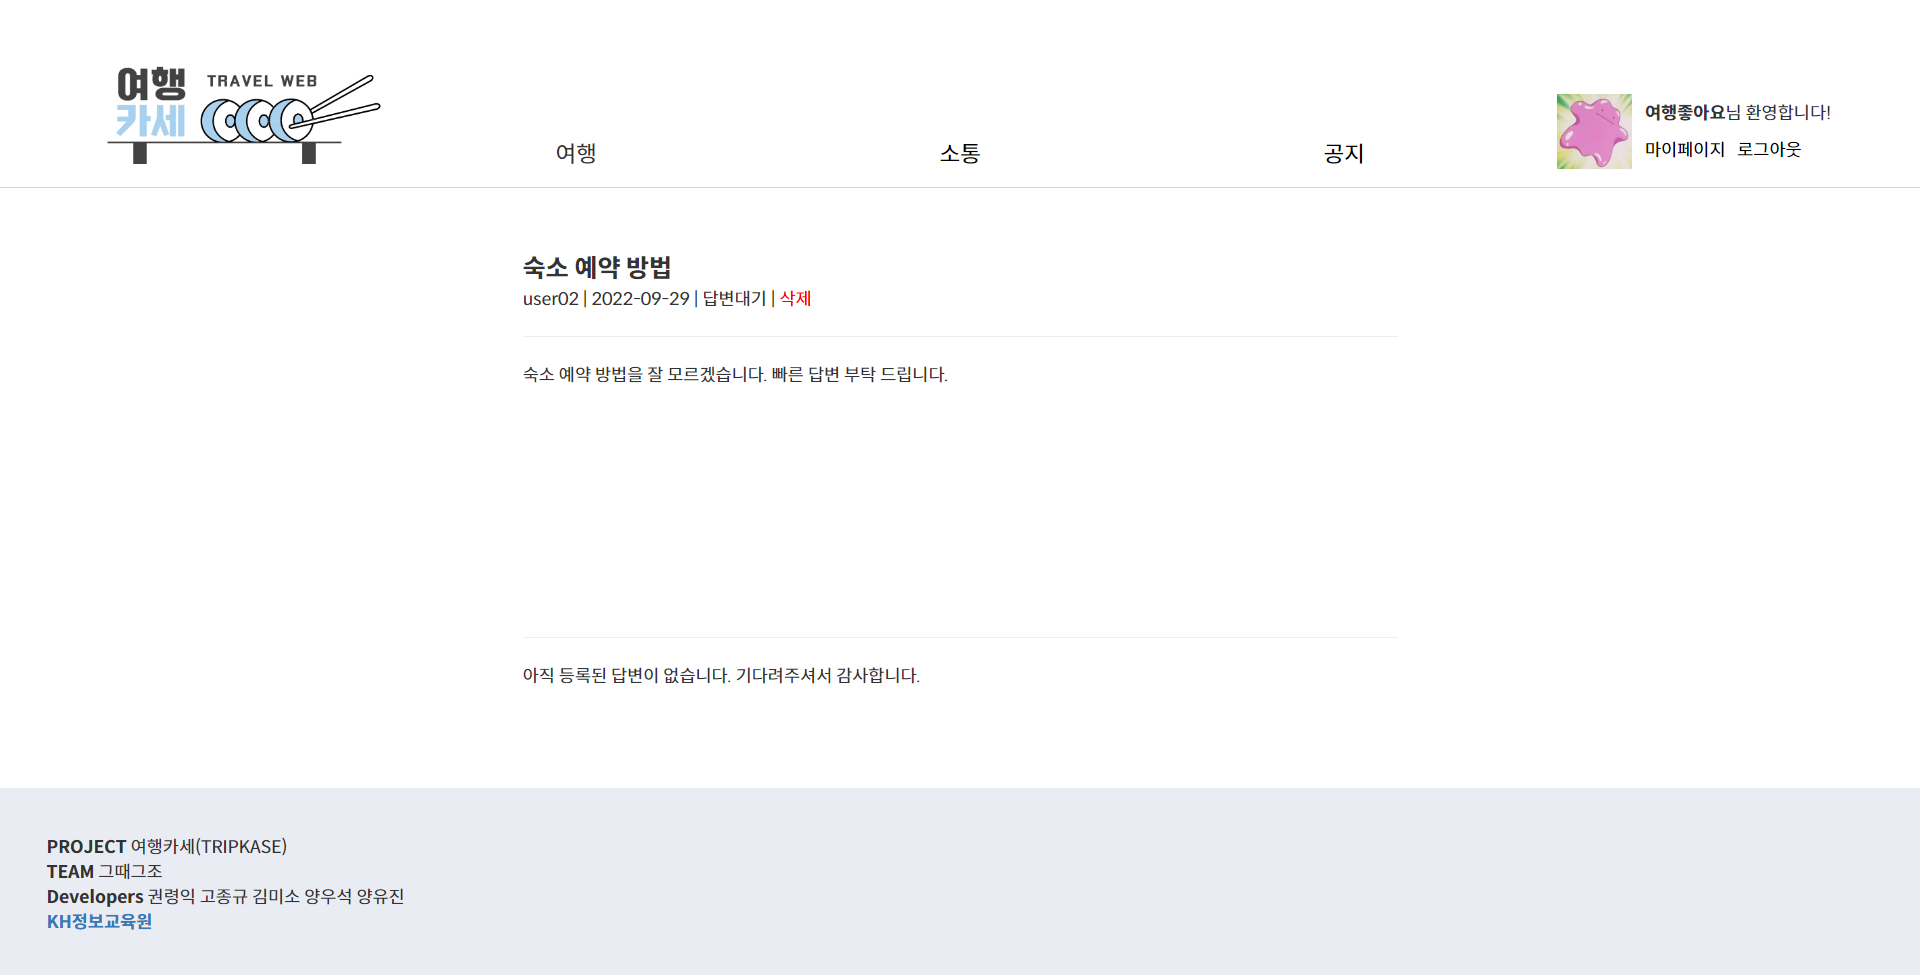 여행 TRAVEL WEB
카세
여행
소통
공지
여행좋아요님 환영합니다!
마이페이지 로그아웃
숙소 예약 방법
user02 | 2022-09-29 | 답변대기 | 삭제
숙소 예약 방법을 잘 모르겠습니다. 빠른 답변 부탁 드립니다.
아직 등록된 답변이 없습니다. 기다려주셔서 감사합니다.
PROJECT 여행카세(TRIPKASE)
TEAM 그때그조
Developers 권령익 고종규 김미소 양우석 양유진
KH정보교육원